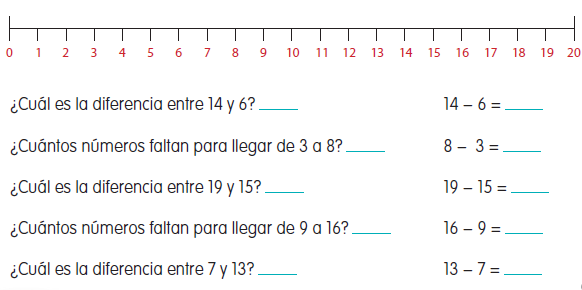 0 1 2 3 4 5 6 7 8 9 10 11 12 13 14 15 16 17 18 19 20
¿Cuál es la diferencia entre 14 y 6? _____ 14 – 6 = _____
¿Cuántos números faltan para llegar de 3 a 8? _____ 8 – 3 = _____
¿Cuál es la diferencia entre 19 y 15? _____ 19 – 15 = _____
¿Cuántos números faltan para llegar de 9 a 16? _____ 16 – 9 = _____
¿Cuál es la diferencia entre 7 y 13? _____ 13 – 7 = _____